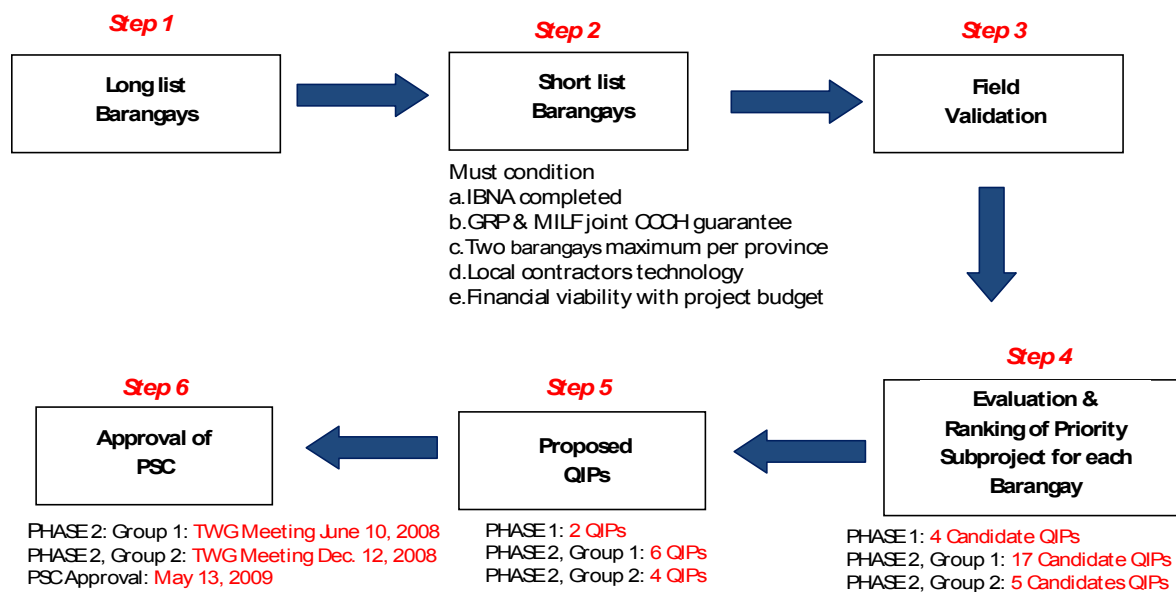 Step 1
Long list
Barangays
Step 2
Short list
Barangays
Must condition
a.IBNA completed
b.GRP & MILF joint CCCH guarantee
c.Two barangays maximum per province
d.Local contractors technology
e.Financial viability with project budget
Step 3
Field
Validation
Step 4
Evaluation &
Ranking of Priority
Subproject for each
Barangay
PHASE 1: 4 Candidate QIPs
PHASE 2, Group 1: 17 Candidate QIPs
PHASE 2, Group 2: 5 Candidates QIPs
Step 5
Proposed
QIPs
PHASE 1: 2 QIPs
PHASE 2, Group 1: 6 QIPs
PHASE 2, Group 2: 4 QIPs
Step 6
Approval of
PSC
PHASE 2: Group 1: TWG Meeting June 10, 2008
PHASE 2, Group 2: TWG Meeting Dec. 12, 2008
PSC Approval: May 13, 2009